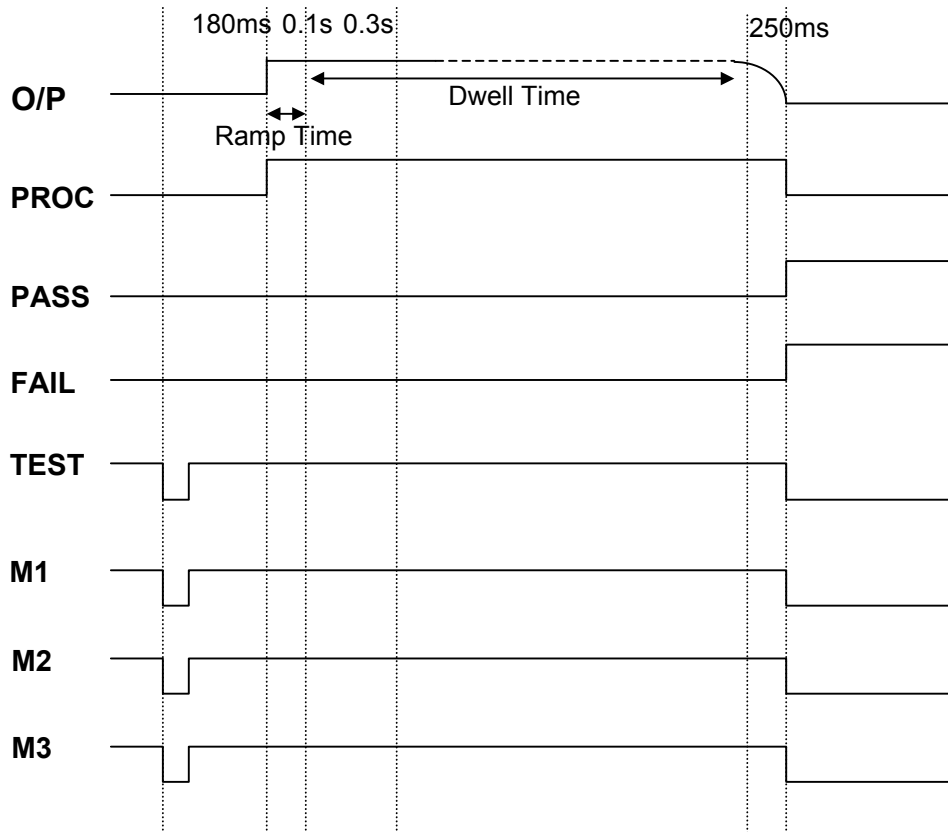 180ms 0.1s 0.3s 250ms
O/P
Dwell Time
Ramp Time
PROC
PASS
FAIL
TEST
M1
M2
M3